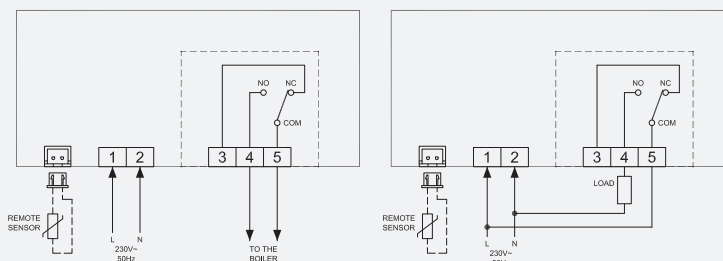 NO NC
COM
1 2 3 4 5
REMOTE
SENSOR
L N
230V~
50Hz
TO THE
BOILER
NO NC
COM
1 2 3 4 5
LOAD
REMOTE
SENSOR
L N
230V~